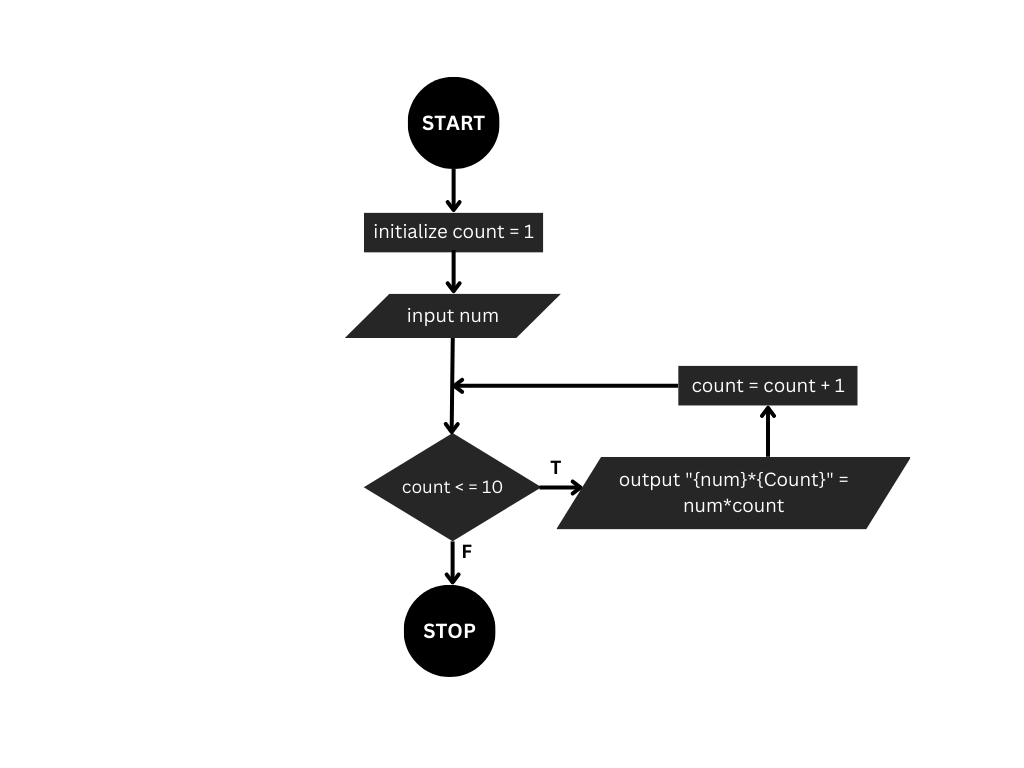 START
initialize count = 1
input num
count = count + 1
count < = 10
T
output "{num}*{Count}" =
num*count
F
STOP